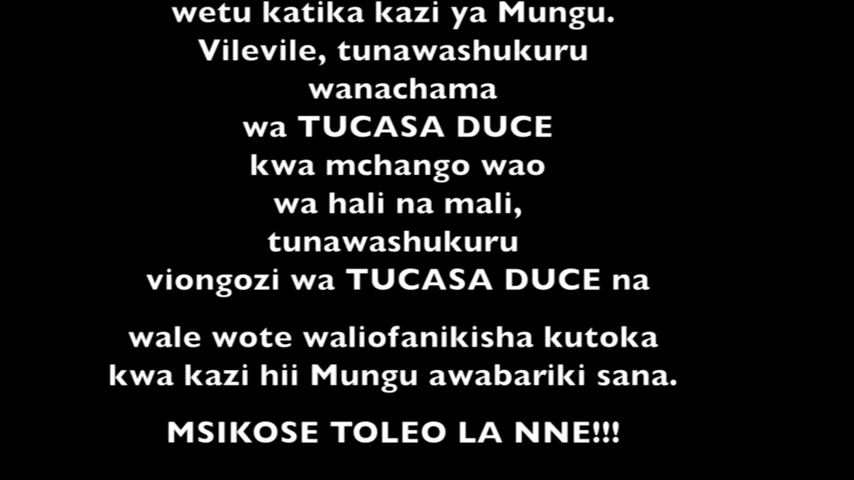 wetu katika kazi ya Mungu.
Vilevile, tunawashukuru
wanachama
wa TUCASA DUCE
kwa mchango wao
wa hali na mali,
tunawashukuru
viongozi wa TUCASA DUCE na
wale wote waliofanikisha kutoka
kwa kazi hii Mungu awabariki sana.
MSIKOSE TOLEO LA NNE!!!